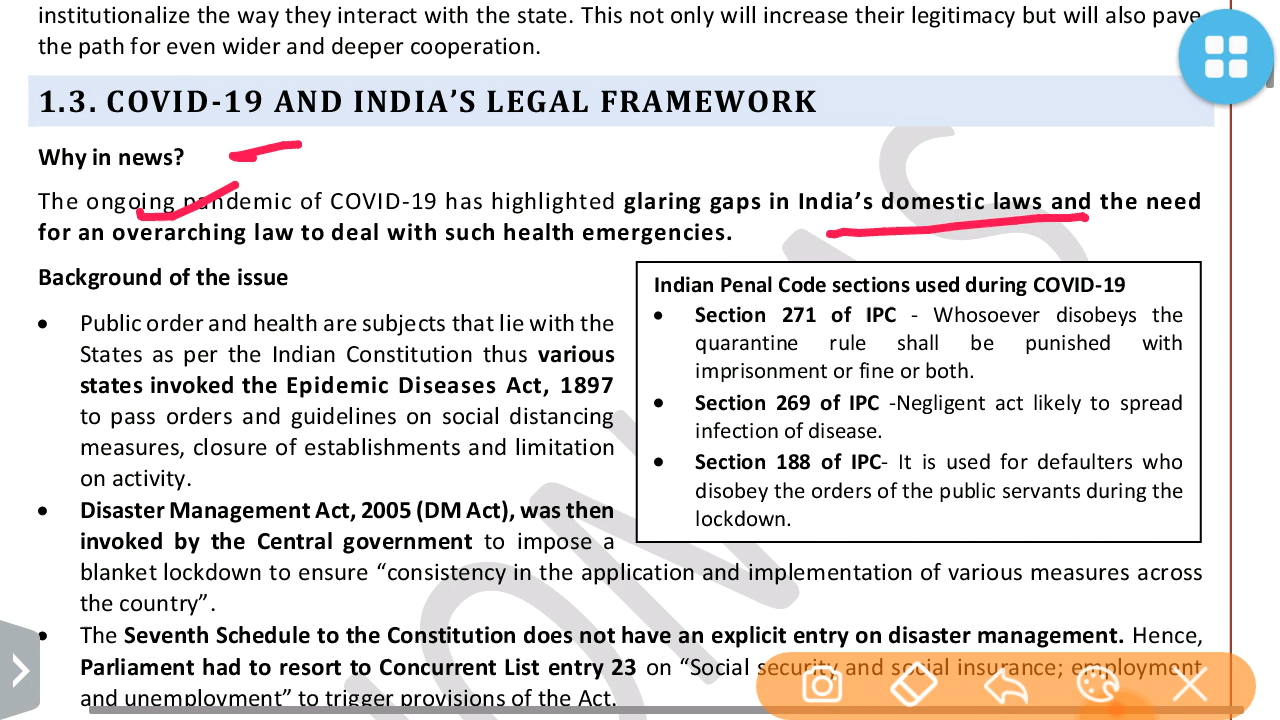 institutionalize the way they interact with the state. This not only will increase their legitimacy but will also pave
the path for even wider and deeper cooperation.
1.3. COVID-19 AND INDIA'S LEGAL FRAMEWORK
Why in news?
The ongoing pandemic of COVID-19 has highlighted glaring gaps in India's domestic laws and the need
for an overarching law to deal with such health emergencies.
Background of the issue
• Public order and health are subjects that lie with the
States as per the Indian Constitution thus various
states invoked the Epidemic Diseases Act, 1897
to pass orders and guidelines on social distancing
measures, closure of establishments and limitation
on activity.
• Disaster Management Act, 2005 (DM Act), was then
invoked by the Central government to impose a
blanket lockdown to ensure “consistency in the application and implementation of various measures across
the country”.
• The Seventh Schedule to the Constitution does not have an explicit entry on disaster management. Hence,
Parliament had to resort to Concurrent List entry 23 on “Social security and social insurance; employment
and unemployment” to trigger provisions of the Act.
Indian Penal Code sections used during COVID-19
• Section 271 of IPC - Whosoever disobeys the
quarantine rule shall be punished with
imprisonment or fine or both.
• Section 269 of IPC -Negligent act likely to spread
infection of disease.
• Section 188 of IPC- It is used for defaulters who
disobey the orders of the public servants during the
lockdown.